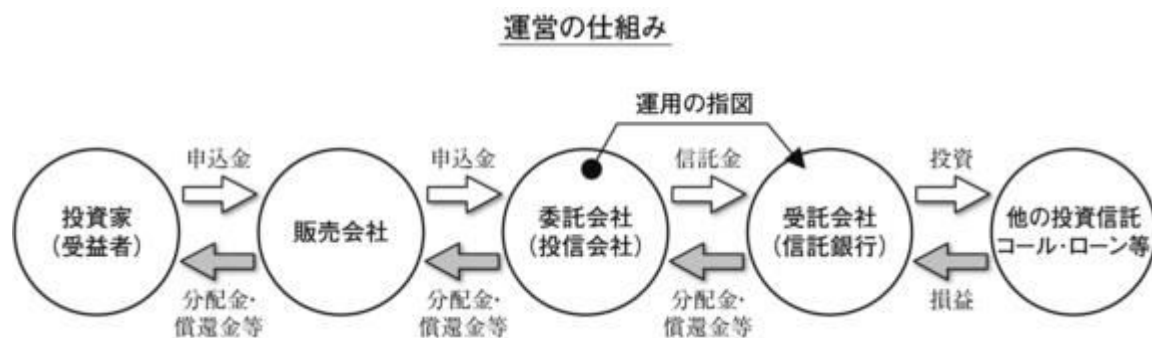 運営の仕組み
運用の指図
申込金
申込金
信託金
投資
投資家
（受益者）
販売会社
委託会社
（投信会社）
受託会社
（信託銀行）
他の投資信託
コール・ローン等
分配金・
償還金等
分配金・
償還金等
分配金・
償還金等
損益